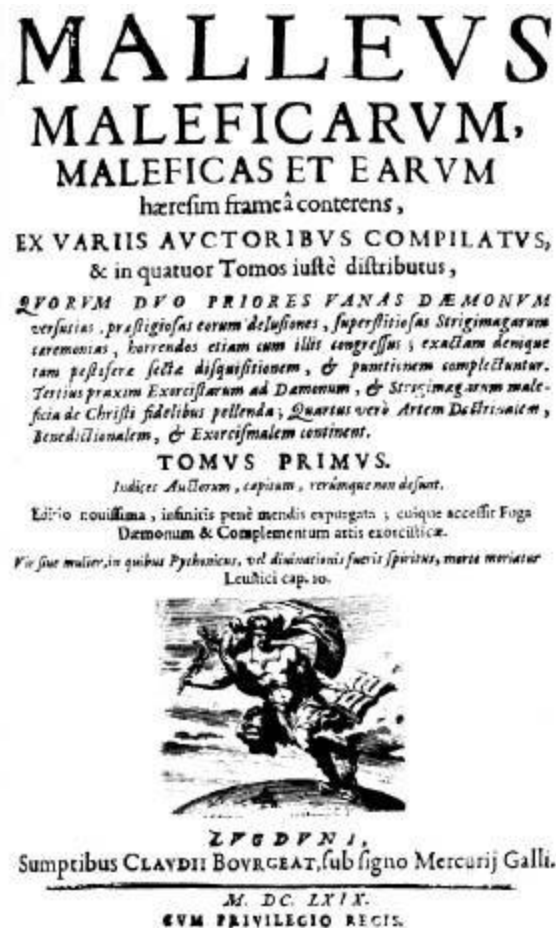 MALLEVS
MALEFICARVM,
MALEFICAS ET EARVM
hæresim frameâ conterens,
EX VARIIS AVCTORIBVS COMPILATVS,
& in quatuor Tomos iustè distributus,
QVORVM DVO PRIORES VANAS DÆMONVM
versutias, præstigiosas eorum delusiones, superstitiosas Strigimagarum
cæremonias, horrendos etiam cum illis congressus; exactam denique
tam pestiferæ sectæ disquisitionem, & punitionem complectuntur.
Tertius praxim Exorcistarum ad Dæmonum, & Strigimagarum male-
ficia de Christi fidelibus pellenda; Quartus verò Artem Doctrinalem,
Benedictionalem, & Exorcismalem continent.
TOMVS PRIMVS.
Indices Auctorum, capitum, rerúmque non desunt.
Editio nouissima, infinitis penè mendis expurgata; cuique accessit Fuga
Dæmonum & Complementum artis exorcisticæ.
Vir siue mulier, in quibus Pythonicus, vel diuinationis fuerit spiritus, morte moriatur
Leuitici cap. 10.
LVGDVNI,
Sumptibus CLAVDII BOVRGEAT, sub signo Mercurij Galli.
M. DC. LXIX.
CVM PRIVILEGIO REGIS.